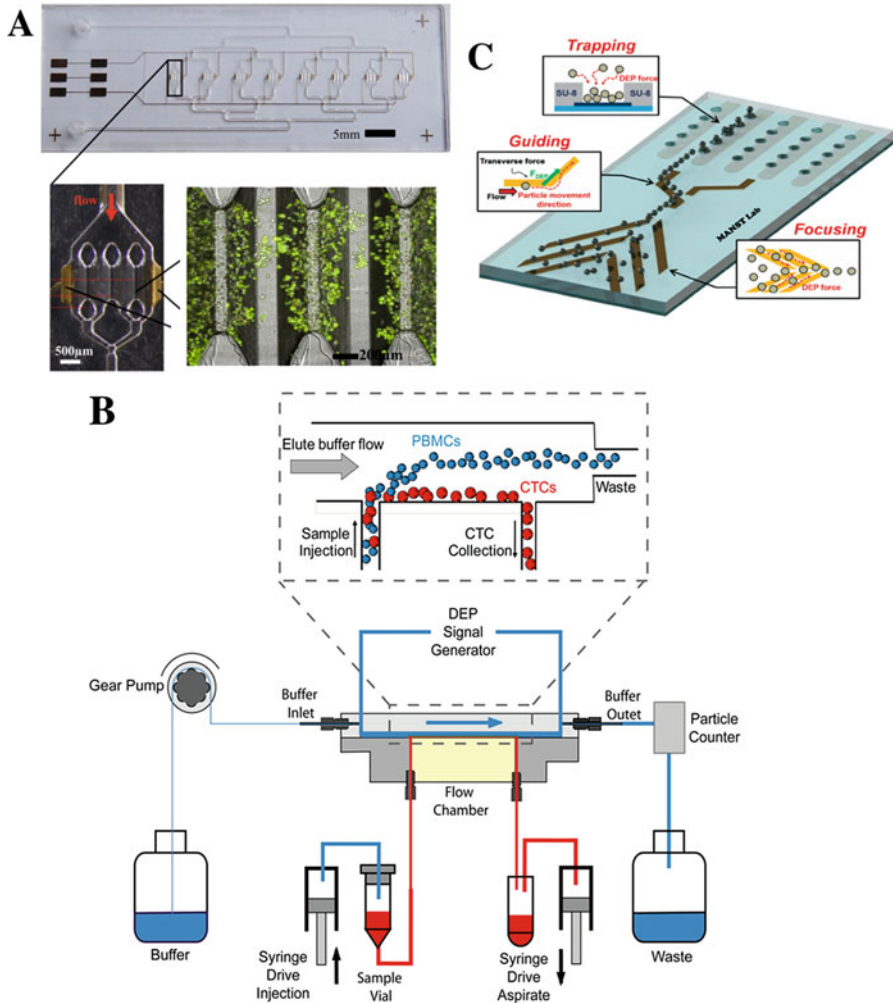 A
5mm
flow
500µm
200µm
C
Trapping
DEP force
SU-8
SU-8
Guiding
Transverse force
FDEP
Flow
Particle movement
direction
MANST Lab
Focusing
DEP force
B
Elute buffer flow
PBMCs
CTCs
Waste
Sample
Injection
CTC
Collection
DEP
Signal
Generator
Gear Pump
Buffer
Inlet
Buffer
Outet
Particle
Counter
Flow
Chamber
Buffer
Syringe
Drive
Injection
Sample
Vial
Syringe
Drive
Aspirate
Waste